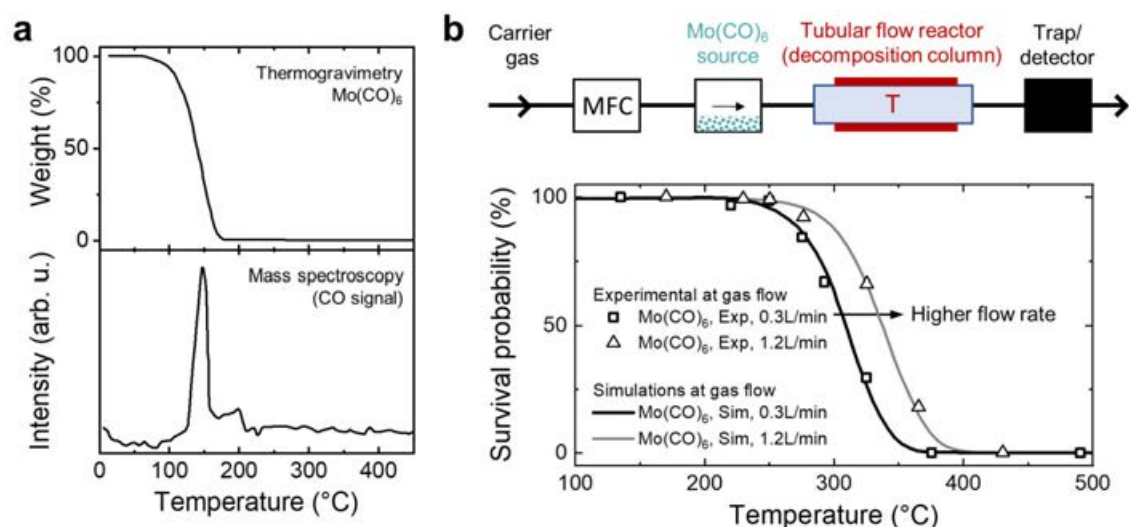 a
100
50
0
Weight (%)
Thermogravimetry
Mo(CO)₆
Intensity (arb. u.)
Mass spectroscopy
(CO signal)
0 100 200 300 400
Temperature (°C)
b
Carrier
gas
MFC
Mo(CO)₆
source
Tubular flow reactor
(decomposition column)
T
Trap/
detector
100
50
0
Survival probability (%)
Experimental at gas flow
Mo(CO)₆, Exp, 0.3L/min
Mo(CO)₆, Exp, 1.2L/min
Higher flow rate
Simulations at gas flow
Mo(CO)₆, Sim, 0.3L/min
Mo(CO)₆, Sim, 1.2L/min
100 200 300 400 500
Temperature (°C)